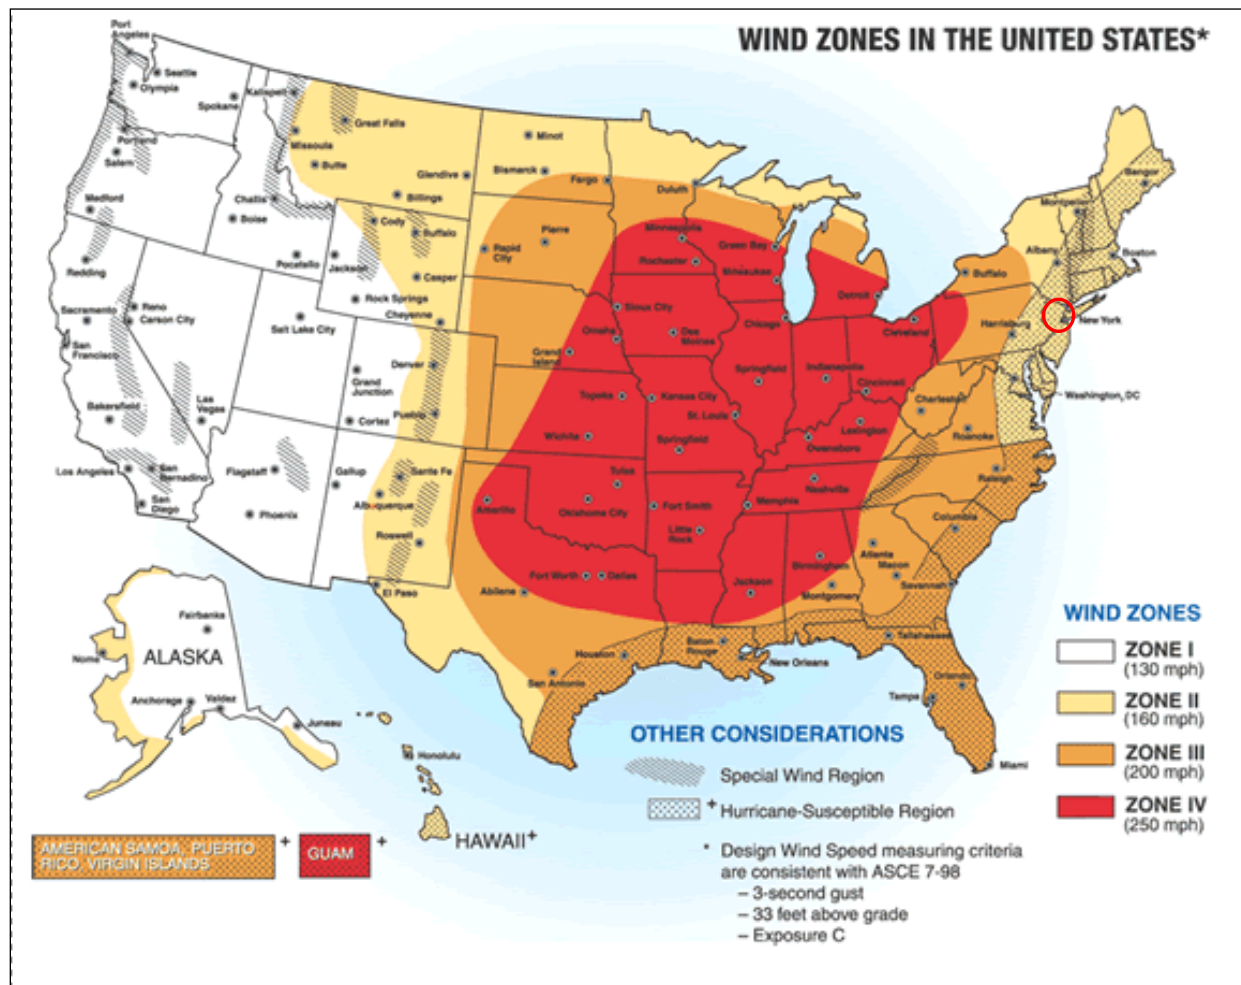 WIND ZONES IN THE UNITED STATES*
Port
Angeles
Seattle
Olympia
Spokane
Kalispell
Great Falls
Minot
Portland
Salem
Missoula
Butte
Glendive
Bismarck
Fargo
Duluth
Bangor
Medford
Challis
Boise
Billings
Cody
Buffalo
Pierre
Rapid
City
Minneapolis
Green Bay
Montpelier
Albany
Boston
Redding
Pocatello
Jackson
Casper
Rochester
Milwaukee
Buffalo
Detroit
Rock Springs
Cheyenne
Sioux City
Sacramento
Reno
Carson City
Salt Lake City
Omaha
Des
Moines
Chicago
Cleveland
Harrisburg
New York
San
Francisco
Grand
Island
Denver
Grand
Junction
Springfield
Indianapolis
Cincinnati
Washington, DC
Bakersfield
Las
Vegas
Cortez
Pueblo
Topeka
Kansas City
St. Louis
Charleston
Lexington
Roanoke
Wichita
Springfield
Owensboro
Los Angeles
San
Bernadino
Flagstaff
Gallup
Santa Fe
Tulsa
Nashville
Raleigh
San
Diego
Phoenix
Albuquerque
Amarillo
Oklahoma City
Fort Smith
Memphis
Columbia
Roswell
Little
Rock
Birmingham
Atlanta
Macon
El Paso
Abilene
Fort Worth
Dallas
Jackson
Montgomery
Savannah
Houston
Baton
Rouge
New Orleans
Tallahassee
San Antonio
Orlando
Tampa
Miami
Fairbanks
Nome
ALASKA
Anchorage
Valdez
Juneau
Honolulu
HAWAII+
AMERICAN SAMOA, PUERTO
RICO, VIRGIN ISLANDS
+
GUAM
+
WIND ZONES
ZONE I
(130 mph)
ZONE II
(160 mph)
ZONE III
(200 mph)
ZONE IV
(250 mph)
OTHER CONSIDERATIONS
Special Wind Region
+ Hurricane-Susceptible Region
* Design Wind Speed measuring criteria
are consistent with ASCE 7-98
– 3-second gust
– 33 feet above grade
– Exposure C